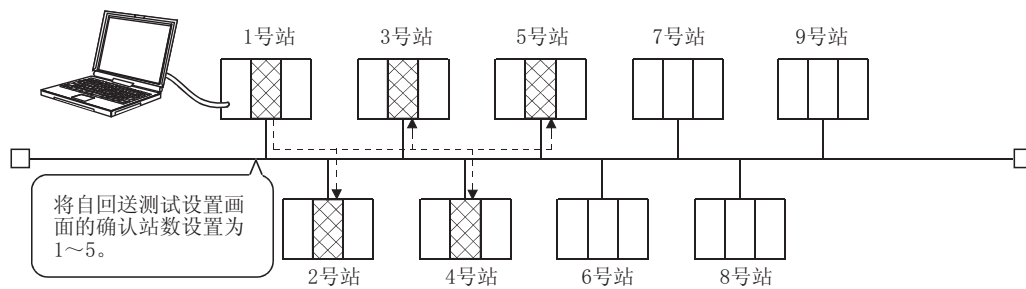 1号站
3号站
5号站
7号站
9号站
将自回送测试设置画
面的确认站数设置为
1～5。
2号站
4号站
6号站
8号站